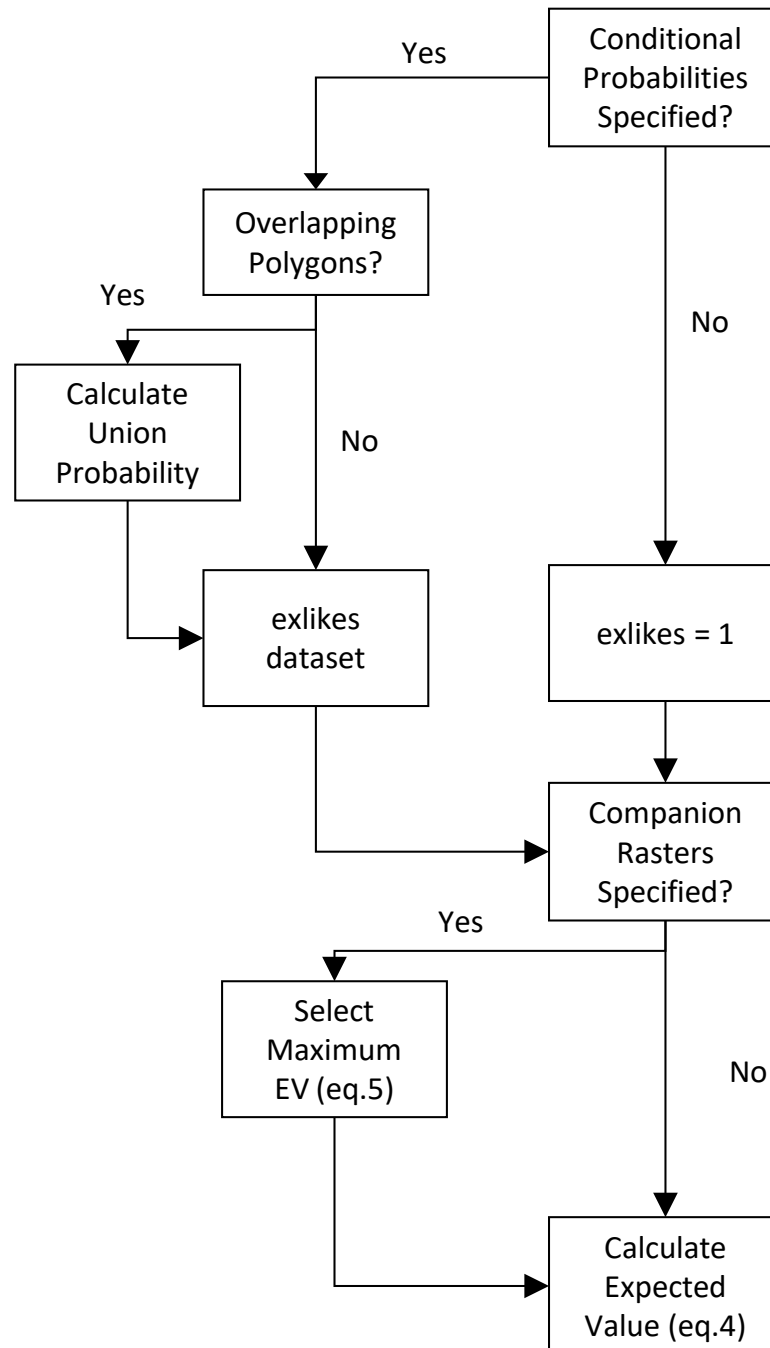 Conditional
Probabilities
Specified?
Yes
Overlapping
Polygons?
Yes
No
Calculate
Union
Probability
No
exlikes
dataset
exlikes = 1
Companion
Rasters
Specified?
Yes
Select
Maximum
EV (eq.5)
No
Calculate
Expected
Value (eq.4)